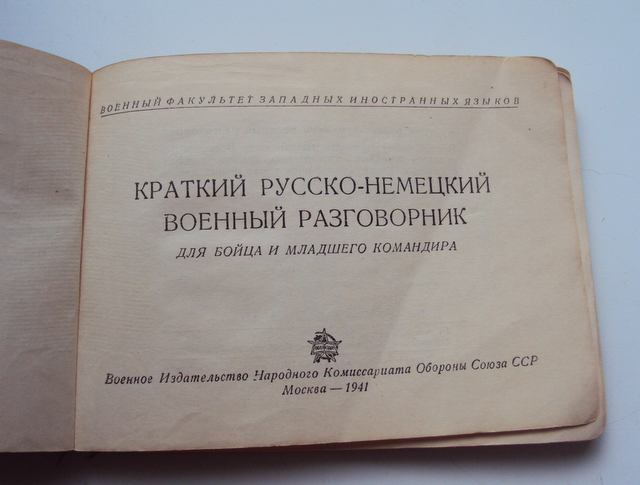 ВОЕННЫЙ ФАКУЛЬТЕТ ЗАПАДНЫХ ИНОСТРАННЫХ ЯЗЫКОВ
КРАТКИЙ РУССКО-НЕМЕЦКИЙ
ВОЕННЫЙ РАЗГОВОРНИК
ДЛЯ БОЙЦА И МЛАДШЕГО КОМАНДИРА
Военное Издательство Народного Комиссариата Обороны Союза ССР
Москва — 1941